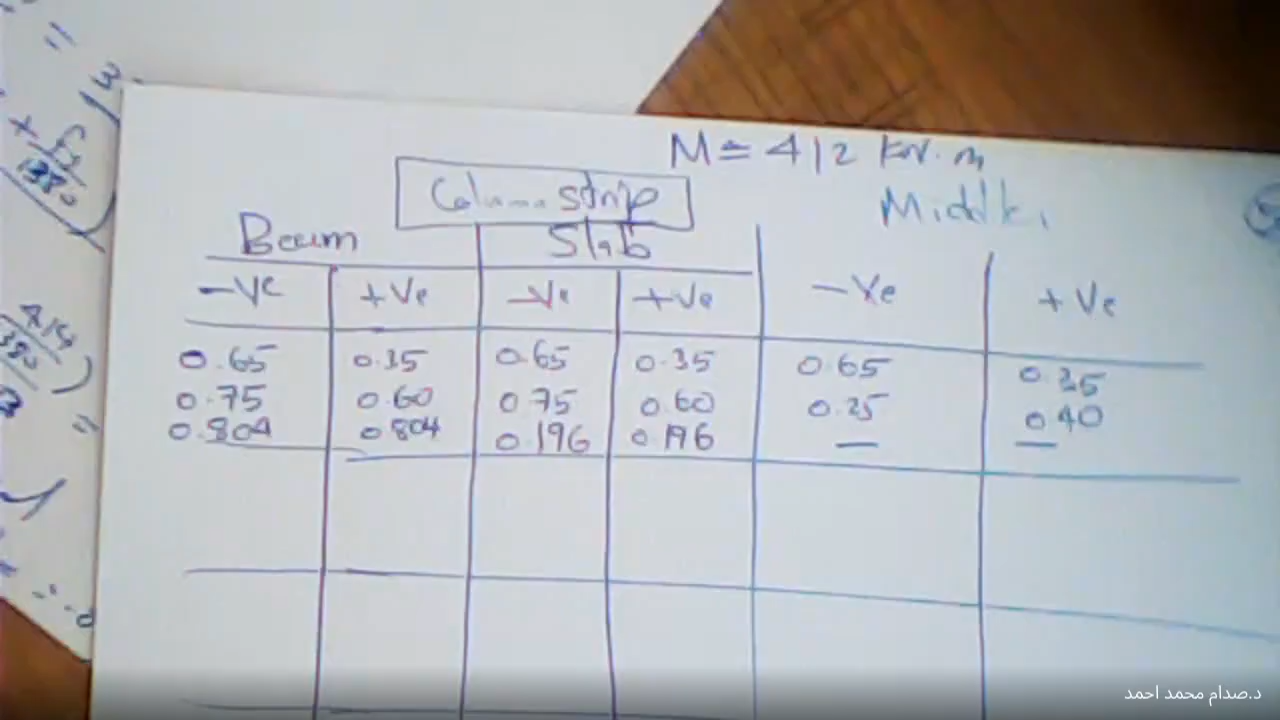 M = 412 kN.m
Column strip
Middle
Beam Slab
-Ve +Ve -Ve +Ve -Ve +Ve
0.65 0.35 0.65 0.35 0.65 0.35
0.75 0.60 0.75 0.60 0.25 0.40
0.804 0.804 0.196 0.196 — —
د.صدام محمد احمد